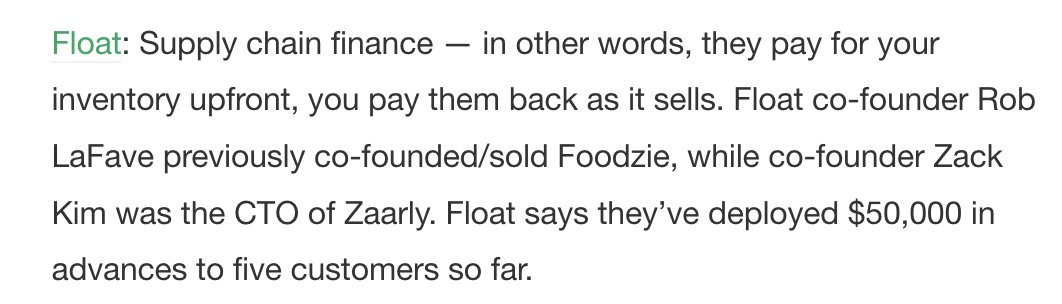 Float: Supply chain finance — in other words, they pay for your
inventory upfront, you pay them back as it sells. Float co-founder Rob
LaFave previously co-founded/sold Foodzie, while co-founder Zack
Kim was the CTO of Zaarly. Float says they’ve deployed $50,000 in
advances to five customers so far.